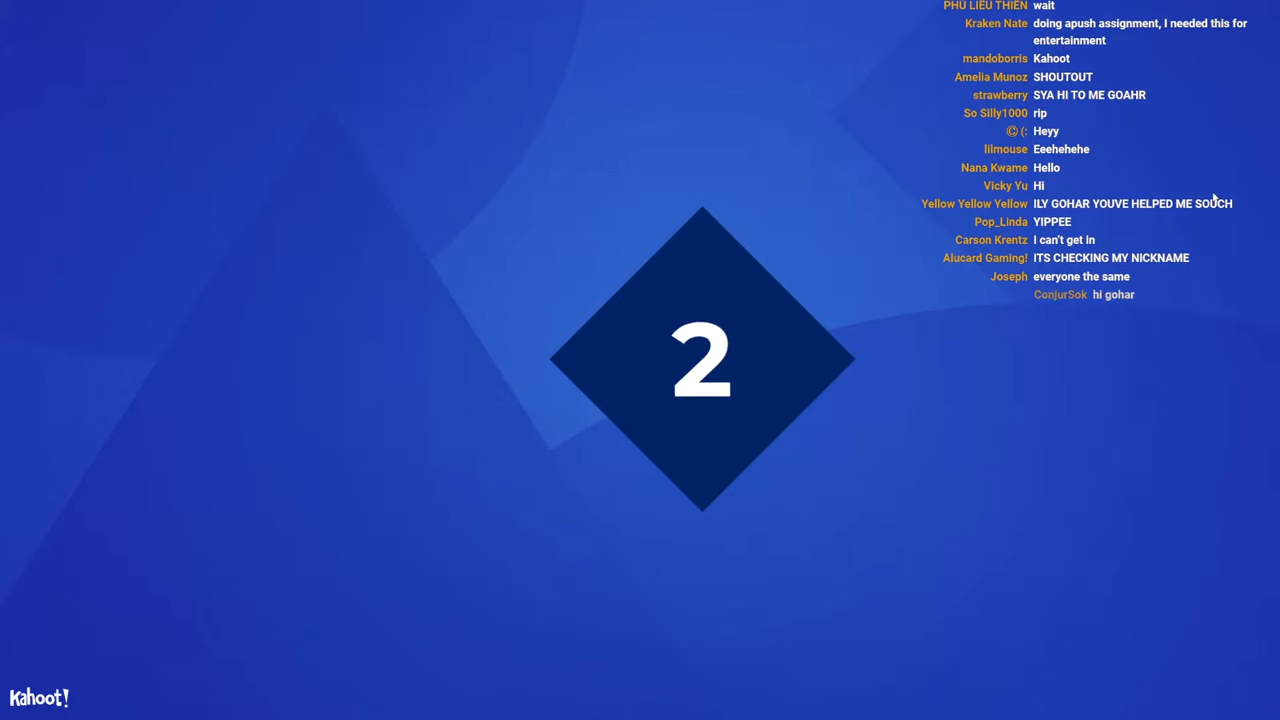 PHÚ LIÊU THIÊN wait
Kraken Nate doing apush assignment, I needed this for
entertainment
mandoborris Kahoot
Amelia Munoz SHOUTOUT
strawberry SYA HI TO ME GOAHR
So Silly1000 rip
© (: Heyy
lilmouse Eeehehehe
Nana Kwame Hello
Vicky Yu Hi
Yellow Yellow Yellow ILY GOHAR YOUVE HELPED ME SOUCH
Pop_Linda YIPPEE
Carson Krentz I can't get in
Alucard Gaming! ITS CHECKING MY NICKNAME
Joseph everyone the same
ConjurSok hi gohar
2
Kahoot!